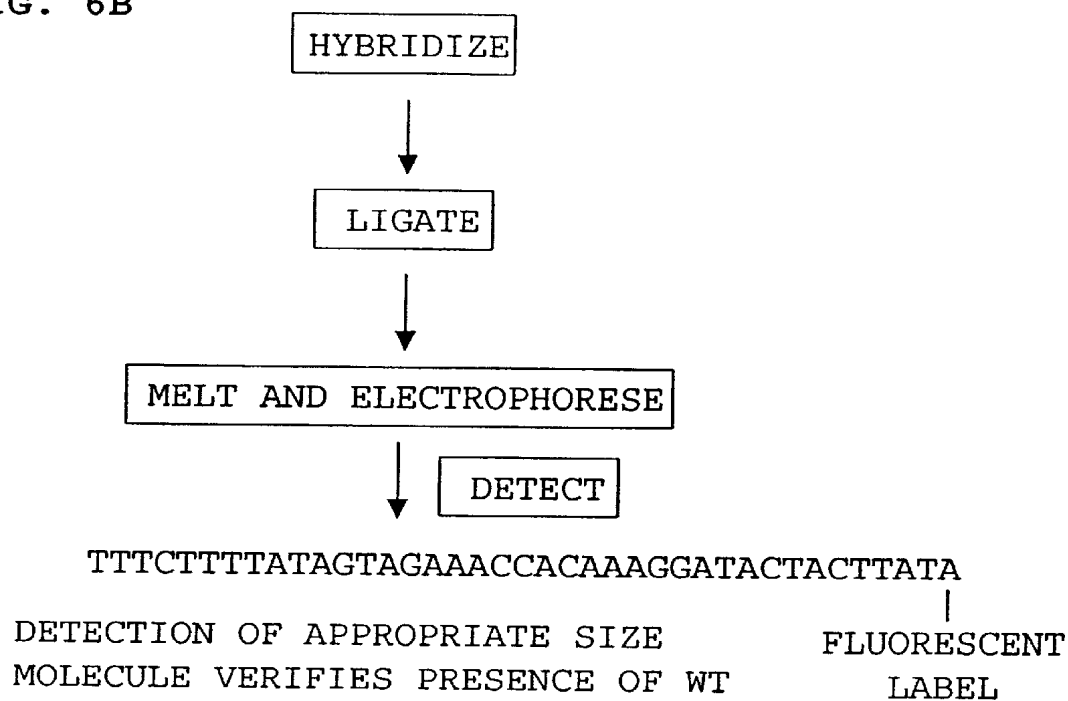 IG. 6B
HYBRIDIZE
LIGATE
MELT AND ELECTROPHORESE
DETECT
TTTCTTTTATAGTAGAAACCACAAAGGATACTACTTATA
DETECTION OF APPROPRIATE SIZE
MOLECULE VERIFIES PRESENCE OF WT
FLUORESCENT
LABEL